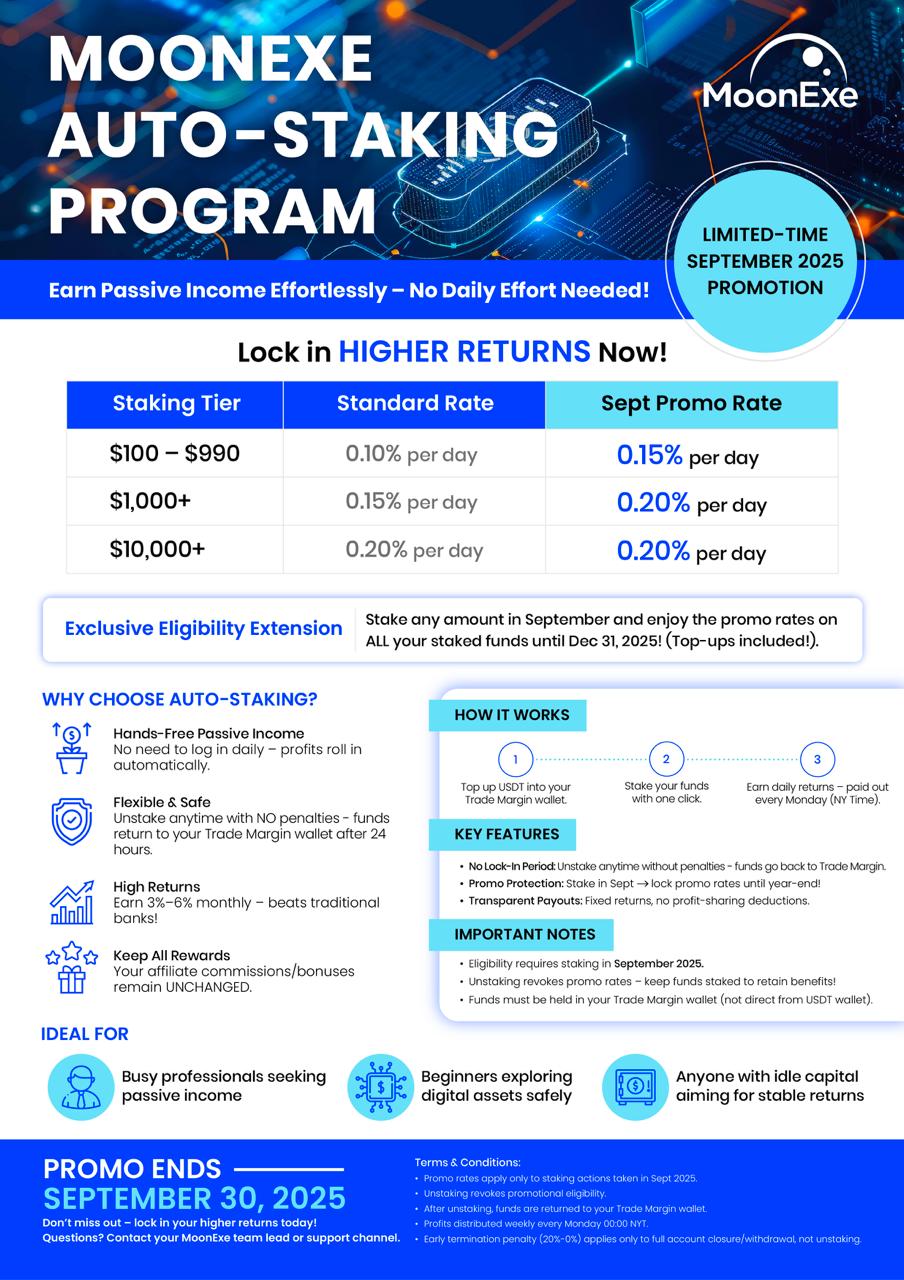 MOONEXE
AUTO-STAKING
PROGRAM
MoonExe
LIMITED-TIME
SEPTEMBER 2025
PROMOTION
Earn Passive Income Effortlessly – No Daily Effort Needed!
Lock in HIGHER RETURNS Now!
Staking Tier Standard Rate Sept Promo Rate
$100 – $990 0.10% per day 0.15% per day
$1,000+ 0.15% per day 0.20% per day
$10,000+ 0.20% per day 0.20% per day
Exclusive Eligibility Extension
Stake any amount in September and enjoy the promo rates on
ALL your staked funds until Dec 31, 2025! (Top-ups included!).
WHY CHOOSE AUTO-STAKING?
Hands-Free Passive Income
No need to log in daily – profits roll in
automatically.
Flexible & Safe
Unstake anytime with NO penalties - funds
return to your Trade Margin wallet after 24
hours.
High Returns
Earn 3%–6% monthly – beats traditional
banks!
Keep All Rewards
Your affiliate commissions/bonuses
remain UNCHANGED.
HOW IT WORKS
1
Top up USDT into your
Trade Margin wallet.
2
Stake your funds
with one click.
3
Earn daily returns – paid out
every Monday (NY Time).
KEY FEATURES
• No Lock-In Period: Unstake anytime without penalties - funds go back to Trade Margin.
• Promo Protection: Stake in Sept → lock promo rates until year-end!
• Transparent Payouts: Fixed returns, no profit-sharing deductions.
IMPORTANT NOTES
• Eligibility requires staking in September 2025.
• Unstaking revokes promo rates – keep funds staked to retain benefits!
• Funds must be held in your Trade Margin wallet (not direct from USDT wallet).
IDEAL FOR
Busy professionals seeking
passive income
Beginners exploring
digital assets safely
Anyone with idle capital
aiming for stable returns
PROMO ENDS
SEPTEMBER 30, 2025
Don't miss out – lock in your higher returns today!
Questions? Contact your MoonExe team lead or support channel.
Terms & Conditions:
• Promo rates apply only to staking actions taken in Sept 2025.
• Unstaking revokes promotional eligibility.
• After unstaking, funds are returned to your Trade Margin wallet.
• Profits distributed weekly every Monday 00:00 NYT.
• Early termination penalty (20%-0%) applies only to full account closure/withdrawal, not unstaking.